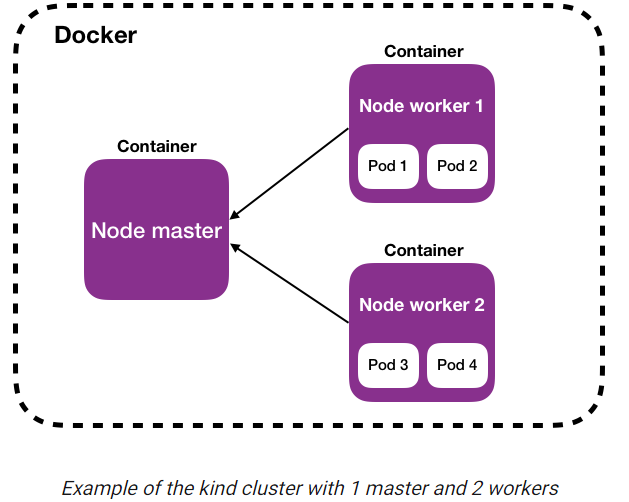 Docker
Container
Node master
Container
Node worker 1
Pod 1
Pod 2
Container
Node worker 2
Pod 3
Pod 4
Example of the kind cluster with 1 master and 2 workers